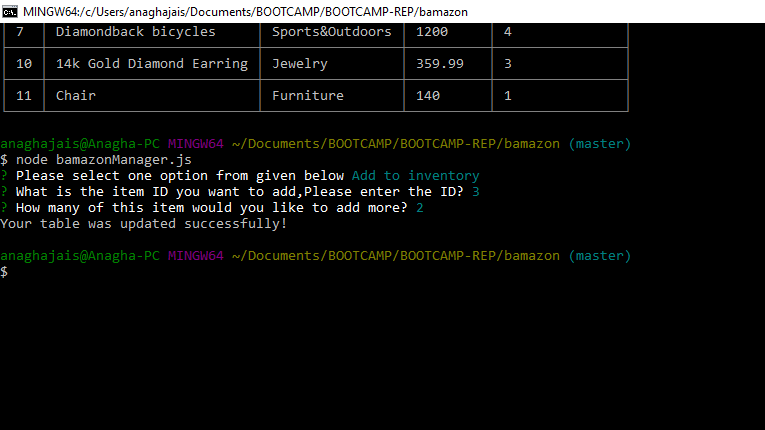 MINGW64:/c/Users/anaghajais/Documents/BOOTCAMP/BOOTCAMP-REP/bamazon
7 Diamondback bicycles Sports&Outdoors 1200 4
10 14k Gold Diamond Earring Jewelry 359.99 3
11 Chair Furniture 140 1
anaghajais@Anagha-PC MINGW64 ~/Documents/BOOTCAMP/BOOTCAMP-REP/bamazon (master)
$ node bamazonManager.js
? Please select one option from given below Add to inventory
? What is the item ID you want to add,Please enter the ID? 3
? How many of this item would you like to add more? 2
Your table was updated successfully!
anaghajais@Anagha-PC MINGW64 ~/Documents/BOOTCAMP/BOOTCAMP-REP/bamazon (master)
$